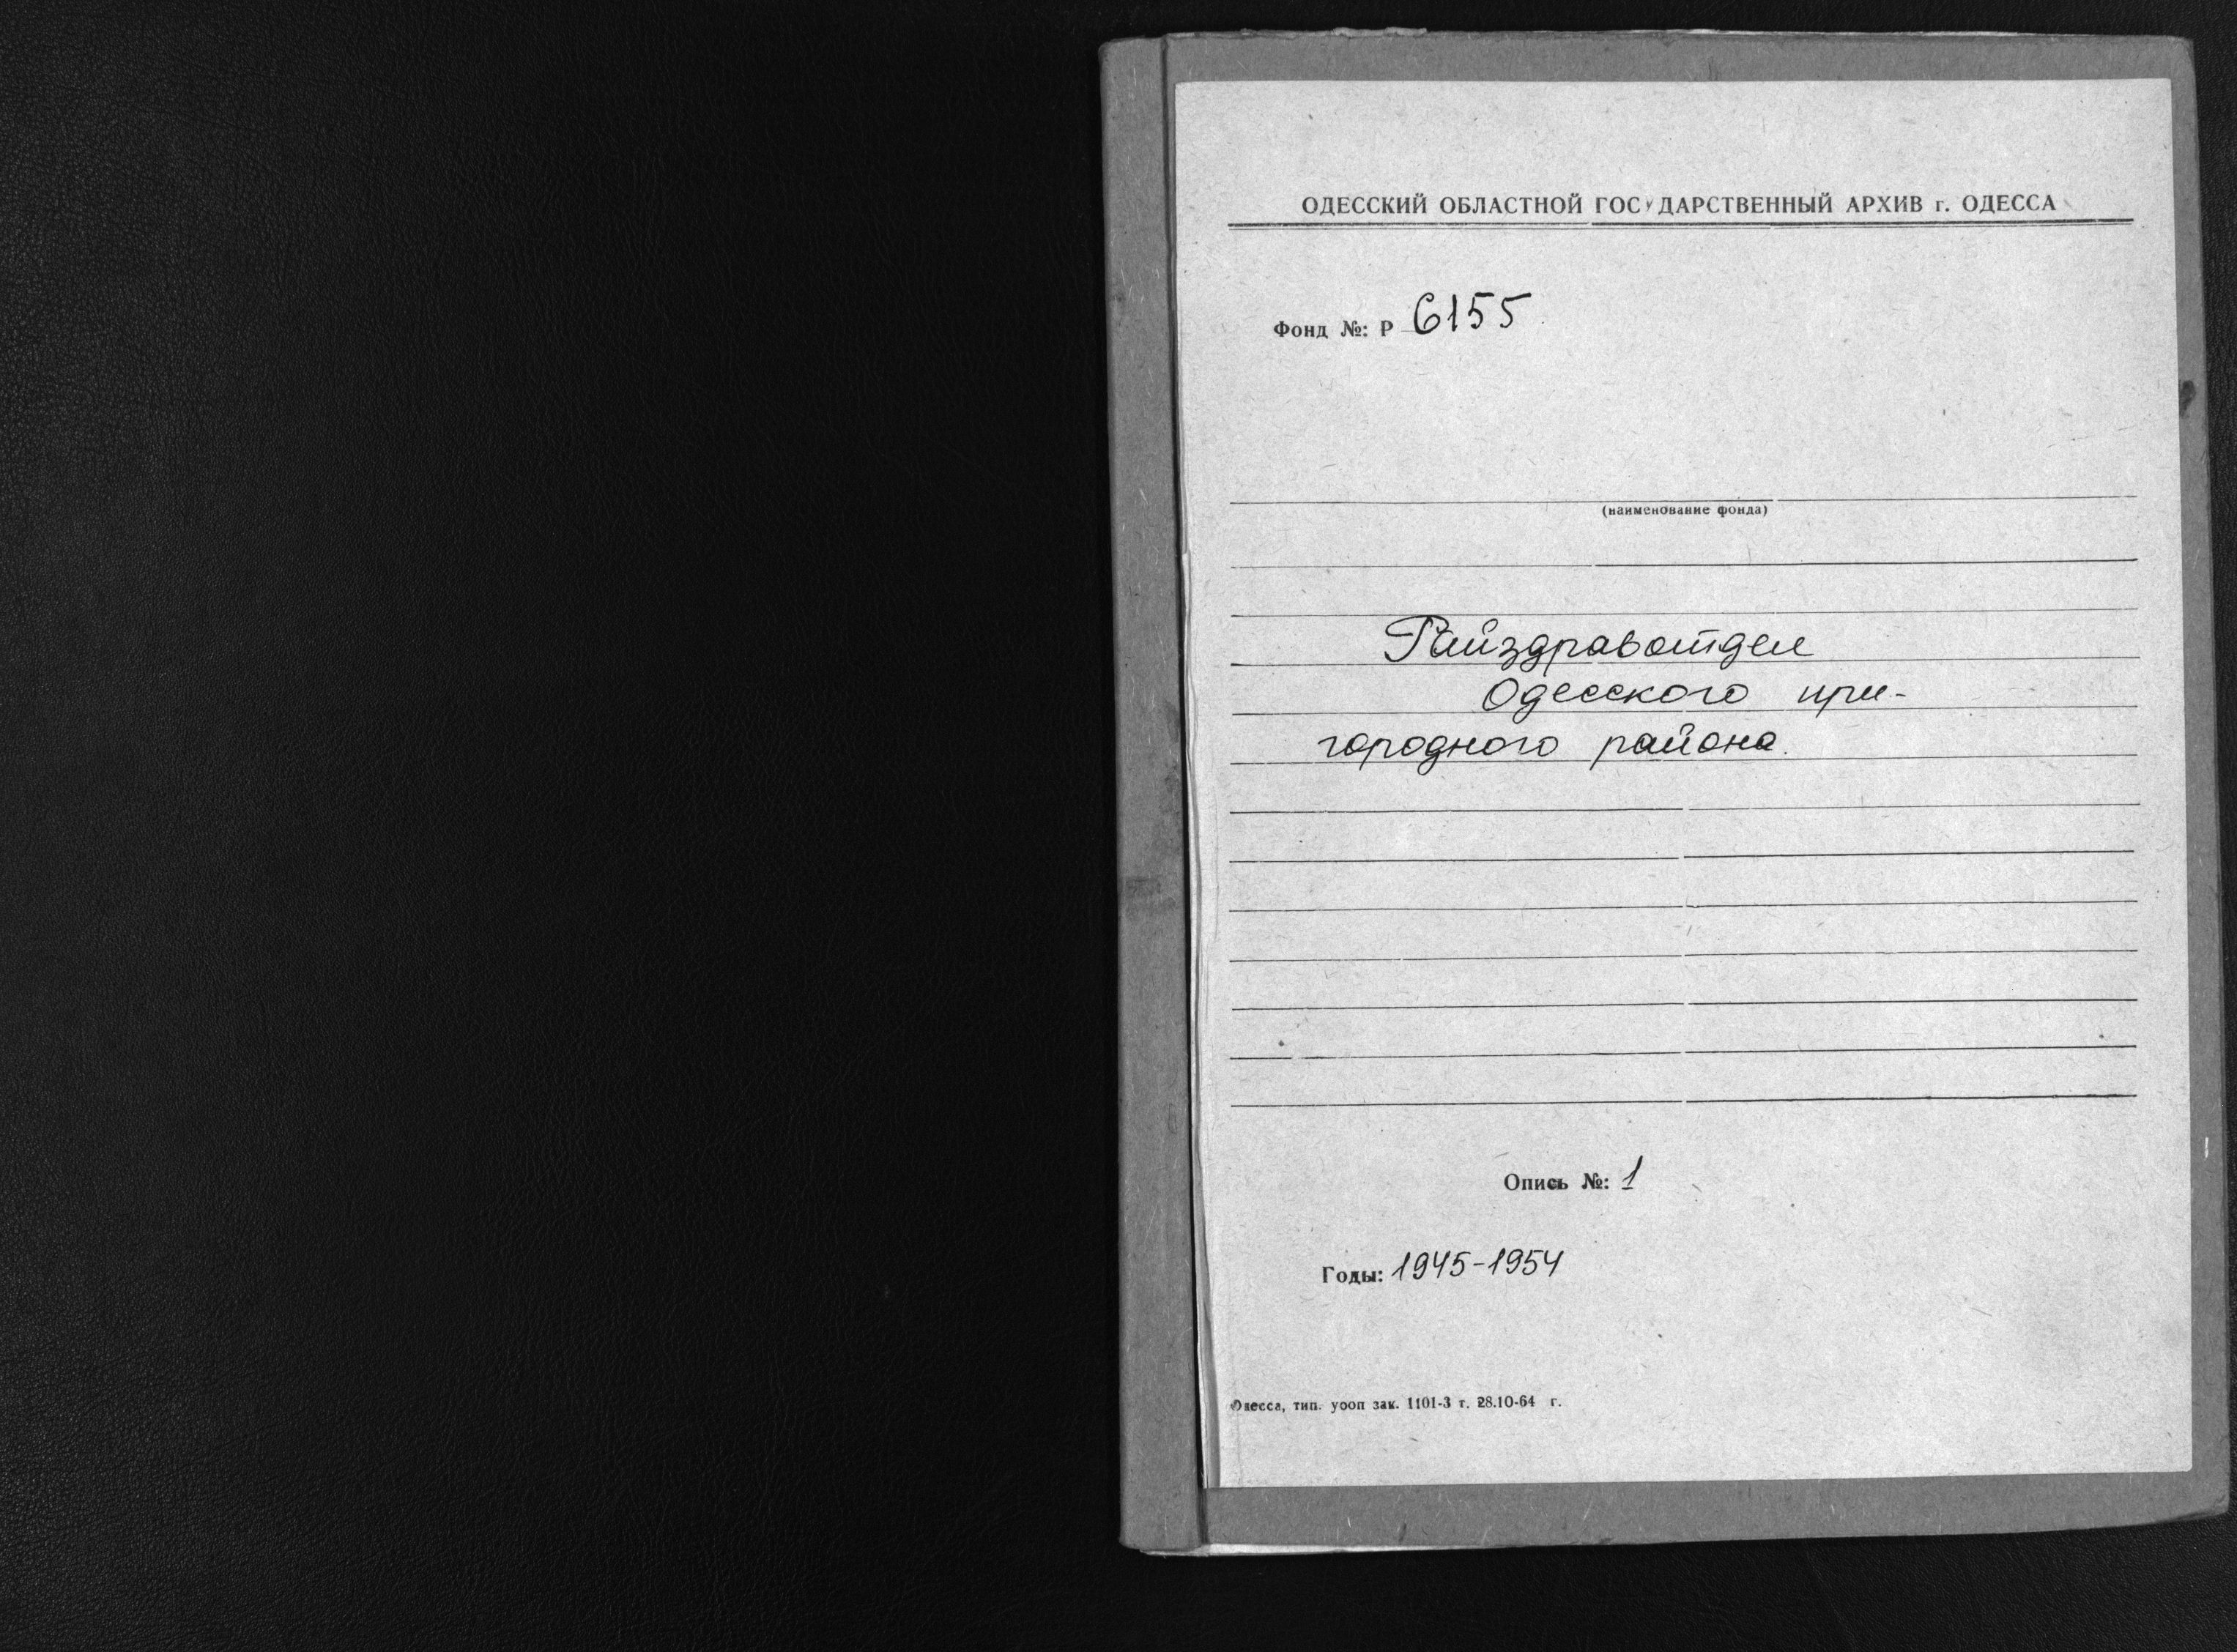 ОДЕССКИЙ ОБЛАСТНОЙ ГОСУДАРСТВЕННЫЙ АРХИВ г. ОДЕССА
Фонд №: Р 6155
(наименование фонда)
Райздравотдел
Одесского при-
городного района.
Опись №: 1
Годы: 1945-1954
Одесса, тип. уооп зак. 1101-3 т. 28.10-64 г.